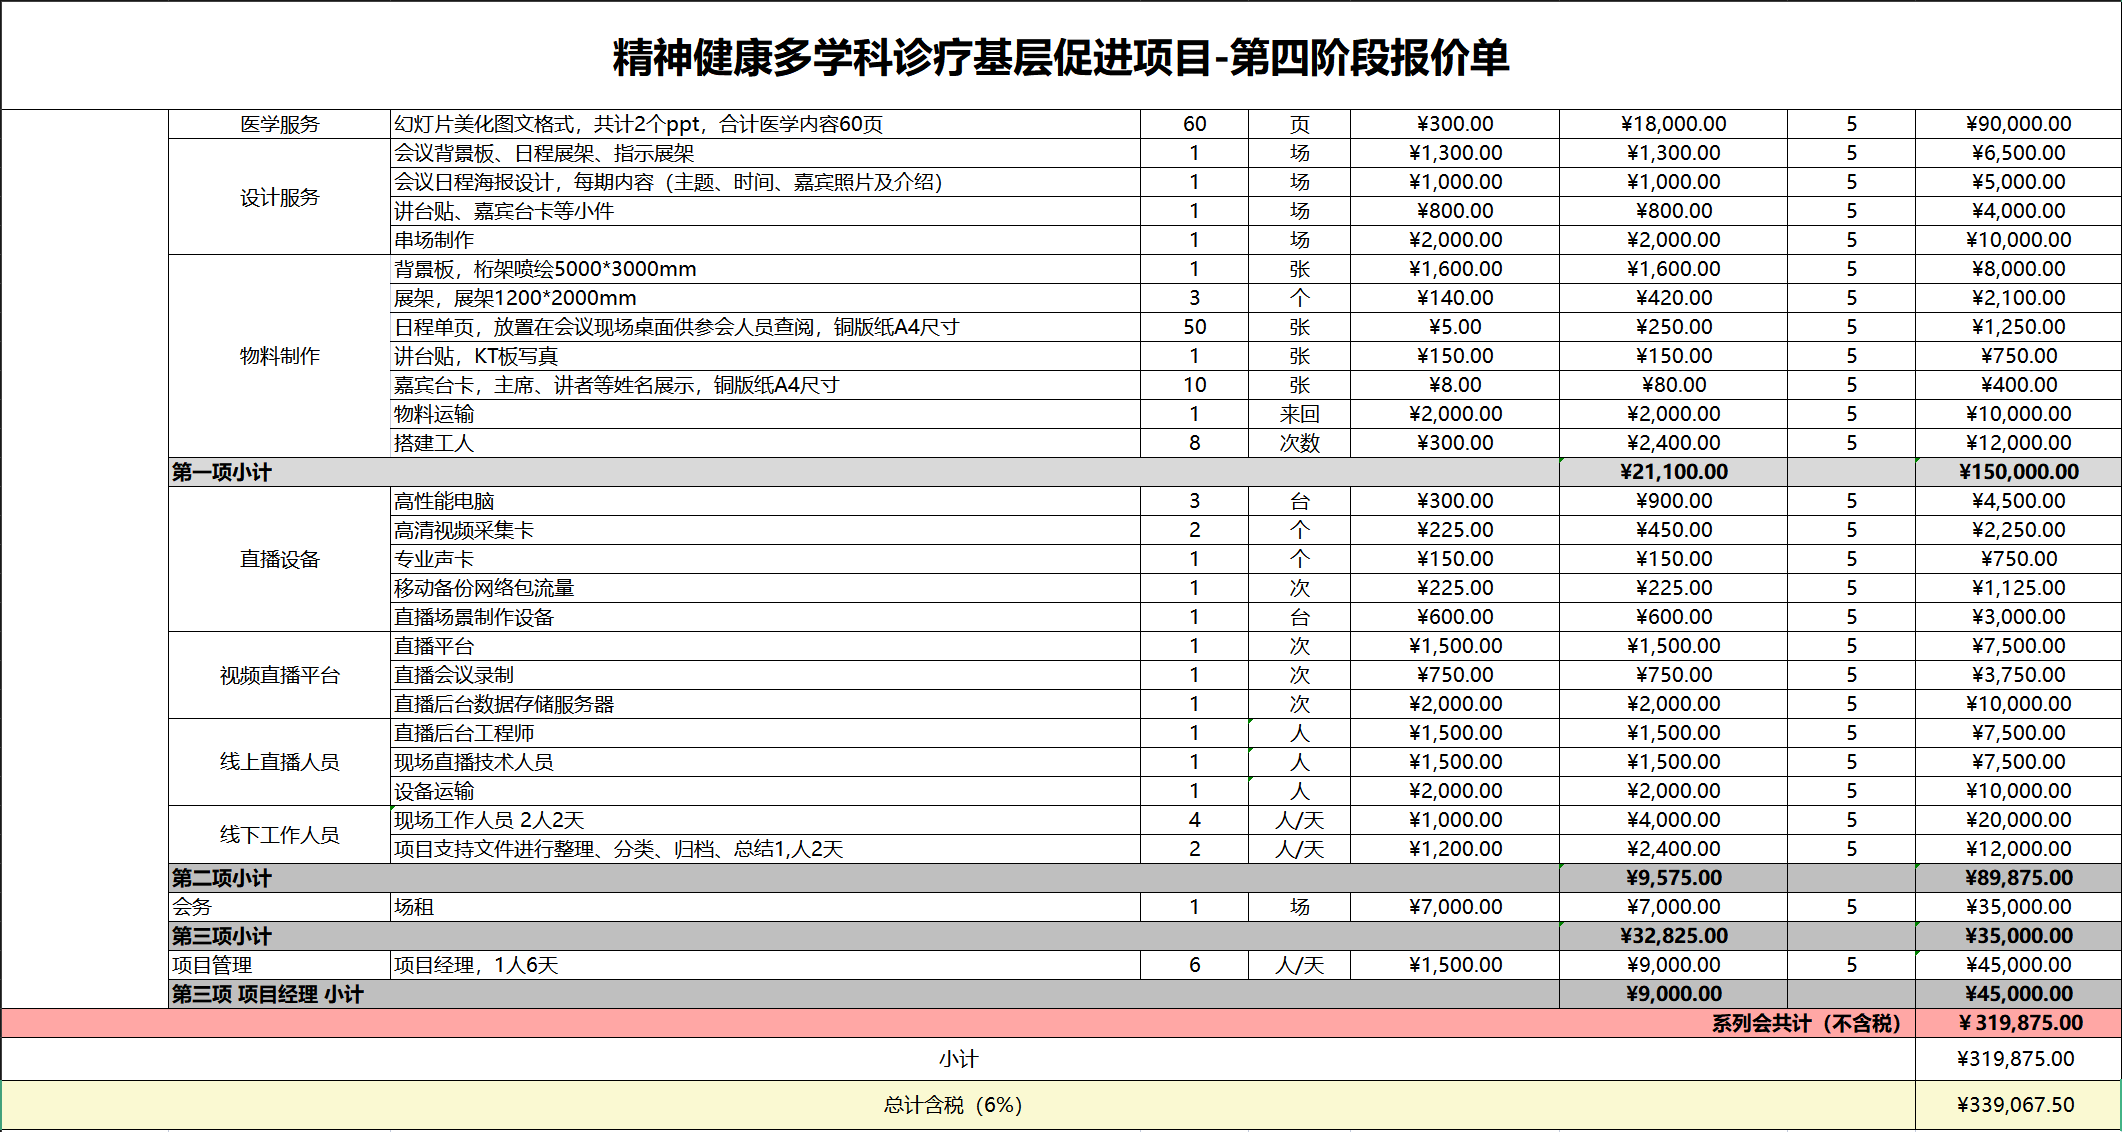 精神健康多学科诊疗基层促进项目-第四阶段报价单
医学服务 幻灯片美化图文格式，共计2个ppt，合计医学内容60页 60 页 ¥300.00 ¥18,000.00 5 ¥90,000.00
设计服务 会议背景板、日程展架、指示展架 1 场 ¥1,300.00 ¥1,300.00 5 ¥6,500.00
会议日程海报设计，每期内容（主题、时间、嘉宾照片及介绍） 1 场 ¥1,000.00 ¥1,000.00 5 ¥5,000.00
讲台贴、嘉宾台卡等小件 1 场 ¥800.00 ¥800.00 5 ¥4,000.00
串场制作 1 场 ¥2,000.00 ¥2,000.00 5 ¥10,000.00
物料制作 背景板，桁架喷绘5000*3000mm 1 张 ¥1,600.00 ¥1,600.00 5 ¥8,000.00
展架，展架1200*2000mm 3 个 ¥140.00 ¥420.00 5 ¥2,100.00
日程单页，放置在会议现场桌面供参会人员查阅，铜版纸A4尺寸 50 张 ¥5.00 ¥250.00 5 ¥1,250.00
讲台贴，KT板写真 1 张 ¥150.00 ¥150.00 5 ¥750.00
嘉宾台卡，主席、讲者等姓名展示，铜版纸A4尺寸 10 张 ¥8.00 ¥80.00 5 ¥400.00
物料运输 1 来回 ¥2,000.00 ¥2,000.00 5 ¥10,000.00
搭建工人 8 次数 ¥300.00 ¥2,400.00 5 ¥12,000.00
第一项小计 ¥21,100.00 ¥150,000.00
直播设备 高性能电脑 3 台 ¥300.00 ¥900.00 5 ¥4,500.00
高清视频采集卡 2 个 ¥225.00 ¥450.00 5 ¥2,250.00
专业声卡 1 个 ¥150.00 ¥150.00 5 ¥750.00
移动备份网络包流量 1 次 ¥225.00 ¥225.00 5 ¥1,125.00
直播场景制作设备 1 台 ¥600.00 ¥600.00 5 ¥3,000.00
视频直播平台 直播平台 1 次 ¥1,500.00 ¥1,500.00 5 ¥7,500.00
直播会议录制 1 次 ¥750.00 ¥750.00 5 ¥3,750.00
直播后台数据存储服务器 1 次 ¥2,000.00 ¥2,000.00 5 ¥10,000.00
线上直播人员 直播后台工程师 1 人 ¥1,500.00 ¥1,500.00 5 ¥7,500.00
现场直播技术人员 1 人 ¥1,500.00 ¥1,500.00 5 ¥7,500.00
设备运输 1 人 ¥2,000.00 ¥2,000.00 5 ¥10,000.00
线下工作人员 现场工作人员 2人2天 4 人/天 ¥1,000.00 ¥4,000.00 5 ¥20,000.00
项目支持文件进行整理、分类、归档、总结1,人2天 2 人/天 ¥1,200.00 ¥2,400.00 5 ¥12,000.00
第二项小计 ¥9,575.00 ¥89,875.00
会务 场租 1 场 ¥7,000.00 ¥7,000.00 5 ¥35,000.00
第三项小计 ¥32,825.00 ¥35,000.00
项目管理 项目经理，1人6天 6 人/天 ¥1,500.00 ¥9,000.00 5 ¥45,000.00
第三项 项目经理 小计 ¥9,000.00 ¥45,000.00
系列会共计（不含税） ¥ 319,875.00
小计 ¥319,875.00
总计含税（6%） ¥339,067.50